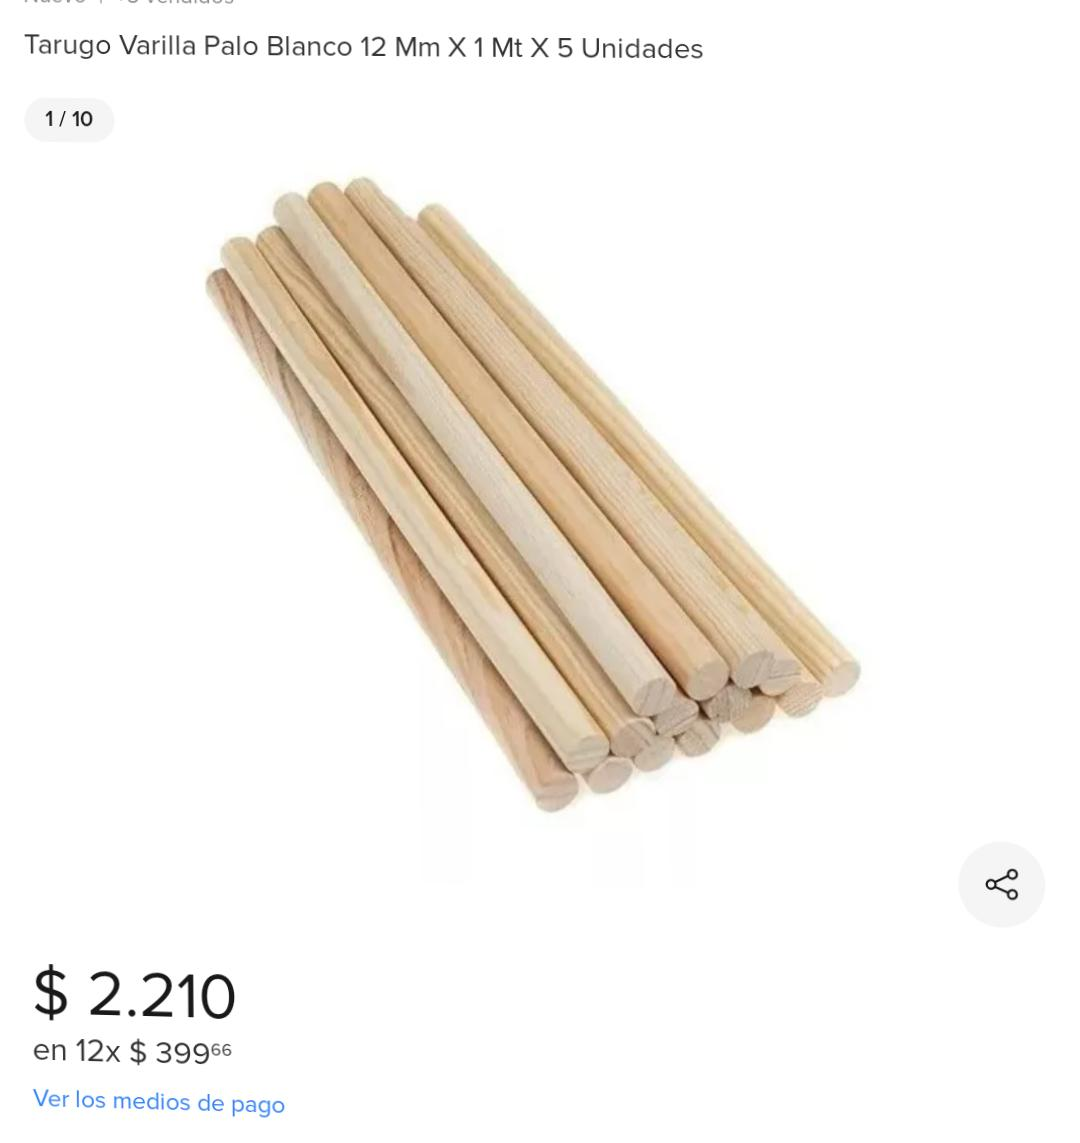 Tarugo Varilla Palo Blanco 12 Mm X 1 Mt X 5 Unidades
1 / 10
$ 2.210
en 12x $ 399⁶⁶
Ver los medios de pago